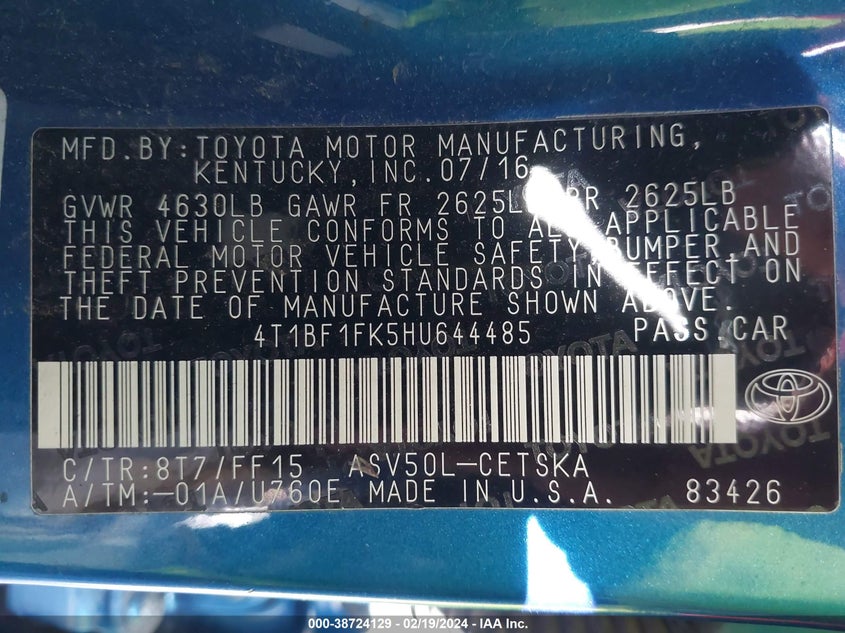 MFD.BY:TOYOTA MOTOR MANUFACTURING,
KENTUCKY,INC.07/16
GVWR 4630LB GAWR FR 2625L RR 2625LB
THIS VEHICLE CONFORMS TO ALL APPLICABLE
FEDERAL MOTOR VEHICLE SAFETY,BUMPER,AND
THEFT PREVENTION STANDARDS IN EFFECT ON
THE DATE OF MANUFACTURE SHOWN ABOVE.
4T1BF1FK5HU644485 PASS.CAR
C/TR:8T7/FF15 ASV50L-CETSKA
A/TM:-01A/U760E MADE IN U.S.A. 83426
000-38724129 - 02/19/2024 - IAA Inc.